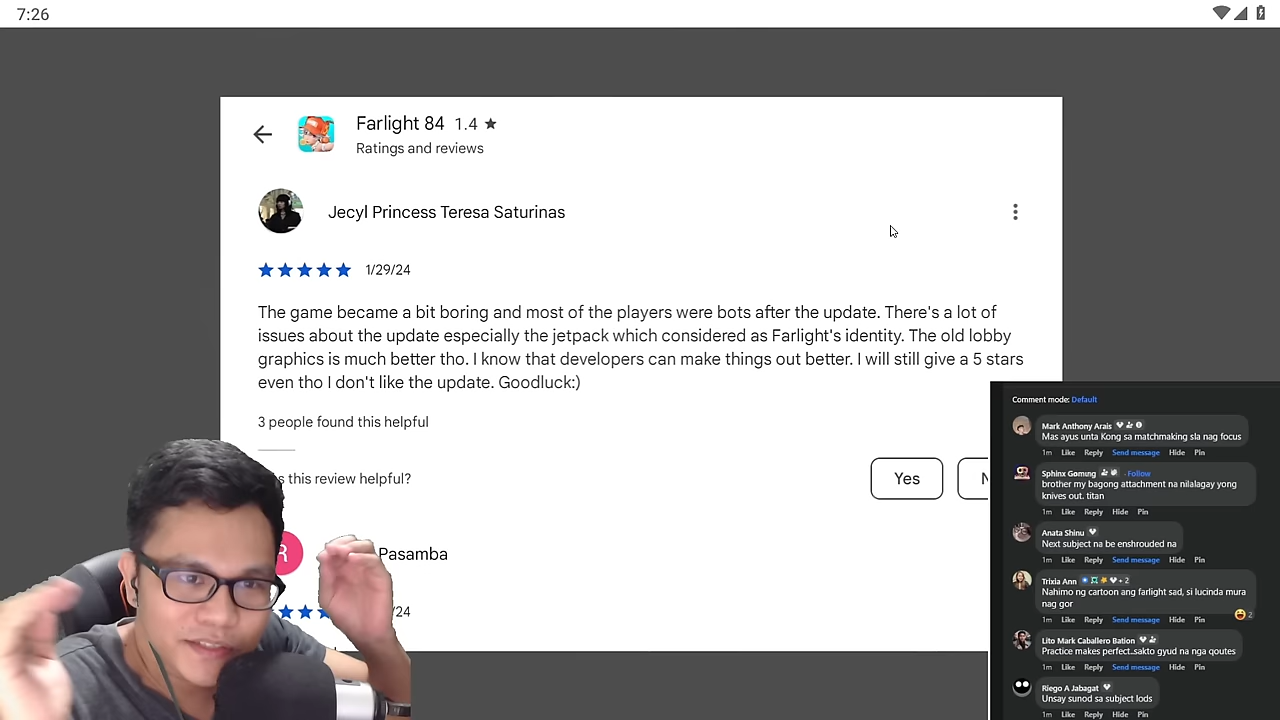 7:26
Farlight 84 1.4 ★
Ratings and reviews
Jecyl Princess Teresa Saturinas
1/29/24
The game became a bit boring and most of the players were bots after the update. There's a lot of
issues about the update especially the jetpack which considered as Farlight's identity. The old lobby
graphics is much better tho. I know that developers can make things out better. I will still give a 5 stars
even tho I don't like the update. Goodluck:)
3 people found this helpful
this review helpful?
Yes
R
Pasamba
/24
Comment mode: Default
Mark Anthony Arais
Mas ayus unta Kong sa matchmaking sla nag focus
1m Like Reply Send message Hide Pin
Sphinx Gαmιng · Follow
brother my bagong attachment na nilalagay yong
knives out. titan
1m Like Reply Hide Pin
Anata Shinu
Next subject na be enshrouded na
1m Like Reply Send message Hide Pin
Trixia Ann + 2
Nahimo ng cartoon ang farlight sad, si lucinda mura
nag gor
2
1m Like Reply Send message Hide Pin
Lito Mark Caballero Bation
Practice makes perfect..sakto gyud na nga qoutes
1m Like Reply Send message Hide Pin
Riego A Jabagat
Unsay sunod sa subject lods
1m Like Reply Hide Pin